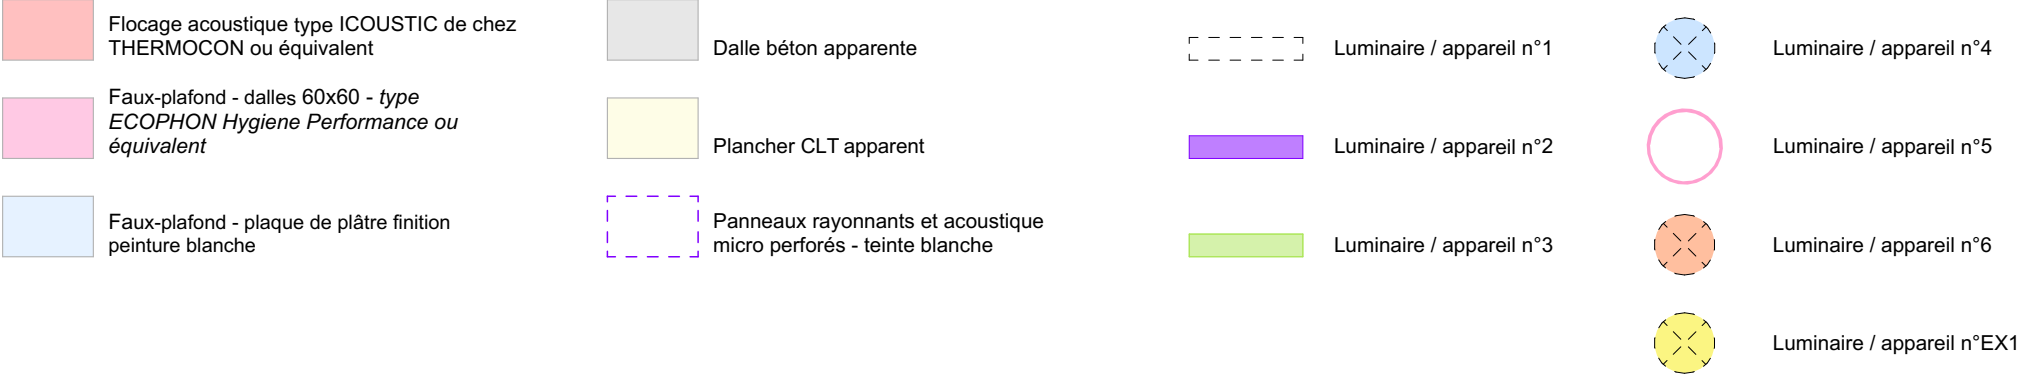 Flocage acoustique type ICOUSTIC de chez
THERMOCON ou équivalent
Faux-plafond - dalles 60x60 - type
ECOPHON Hygiene Performance ou
équivalent
Faux-plafond - plaque de plâtre finition
peinture blanche
Dalle béton apparente
Plancher CLT apparent
Panneaux rayonnants et acoustique
micro perforés - teinte blanche
Luminaire / appareil n°1
Luminaire / appareil n°2
Luminaire / appareil n°3
Luminaire / appareil n°4
Luminaire / appareil n°5
Luminaire / appareil n°6
Luminaire / appareil n°EX1